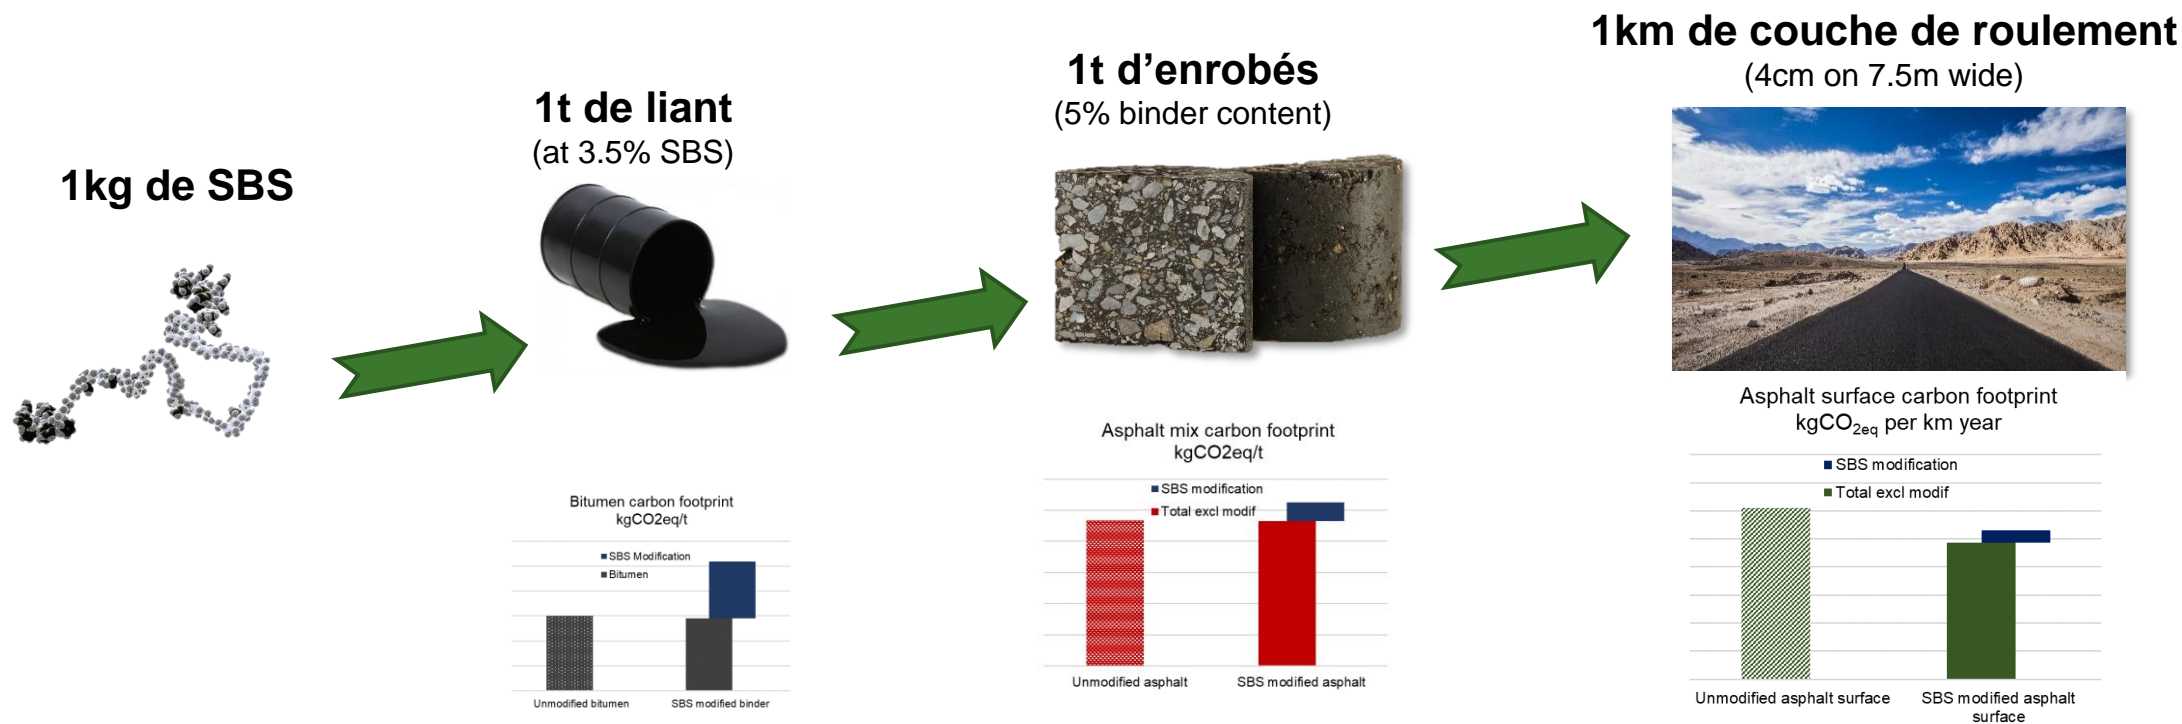 1kg de SBS
1t de liant
(at 3.5% SBS)
1t d’enrobés
(5% binder content)
1km de couche de roulement
(4cm on 7.5m wide)
Bitumen carbon footprint
kgCO2eq/t
SBS Modification
Bitumen
Unmodified bitumen
SBS modified binder
Asphalt mix carbon footprint
kgCO2eq/t
SBS modification
Total excl modif
Unmodified asphalt
SBS modified asphalt
Asphalt surface carbon footprint
kgCO2eq per km year
SBS modification
Total excl modif
Unmodified asphalt surface
SBS modified asphalt
surface